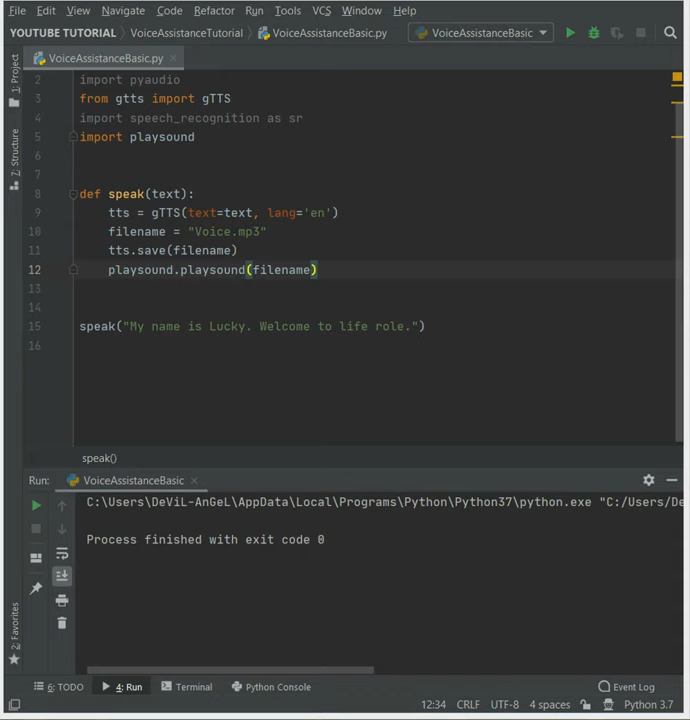 File Edit View Navigate Code Refactor Run Tools VCS Window Help
YOUTUBE TUTORIAL VoiceAssistanceTutorial VoiceAssistanceBasic.py VoiceAssistanceBasic
VoiceAssistanceBasic.py
1: Project
7: Structure
2 import pyaudio
3 from gtts import gTTS
4 import speech_recognition as sr
5 import playsound
6
7
8 def speak(text):
9 tts = gTTS(text=text, lang='en')
10 filename = "Voice.mp3"
11 tts.save(filename)
12 playsound.playsound(filename)
13
14
15 speak("My name is Lucky. Welcome to life role.")
16
speak()
Run: VoiceAssistanceBasic
C:\Users\DeViL-AnGeL\AppData\Local\Programs\Python\Python37\python.exe "C:/Users/De
Process finished with exit code 0
2: Favorites
6: TODO 4: Run Terminal Python Console Event Log
12:34 CRLF UTF-8 4 spaces Python 3.7